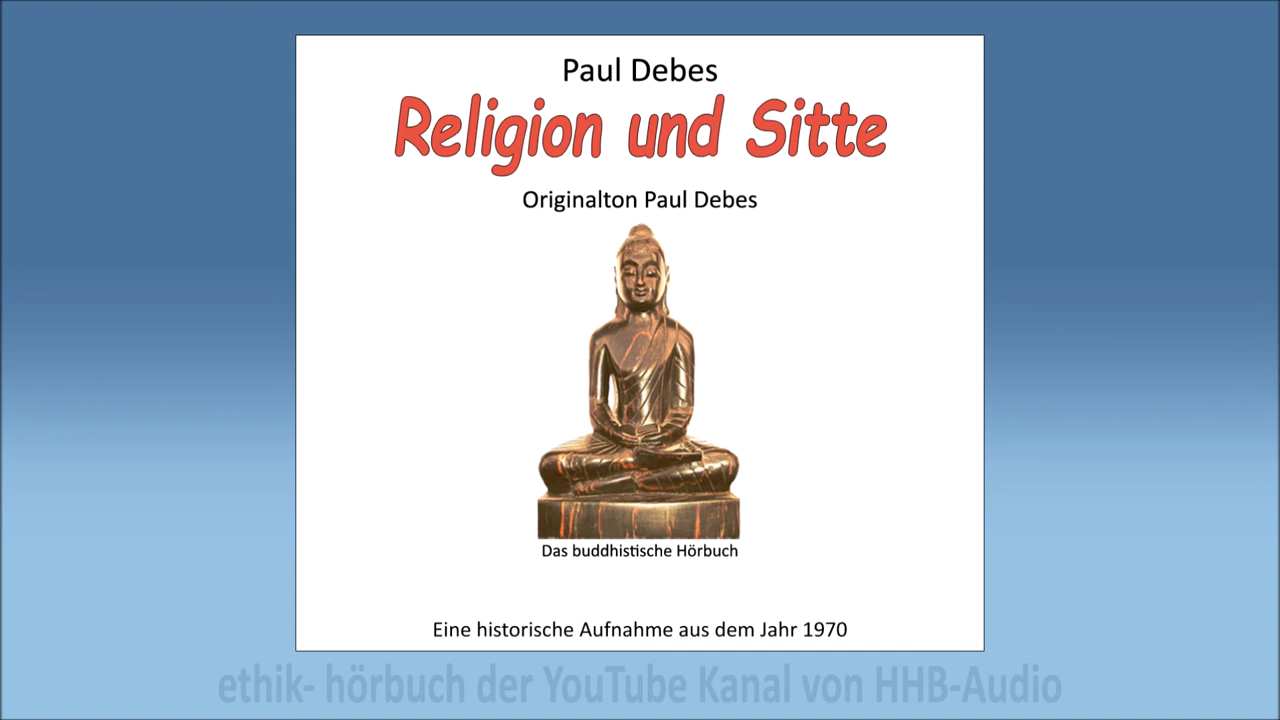 Paul Debes
Religion und Sitte
Originalton Paul Debes
Das buddhistische Hörbuch
Eine historische Aufnahme aus dem Jahr 1970
ethik- hörbuch der YouTube Kanal von HHB-Audio